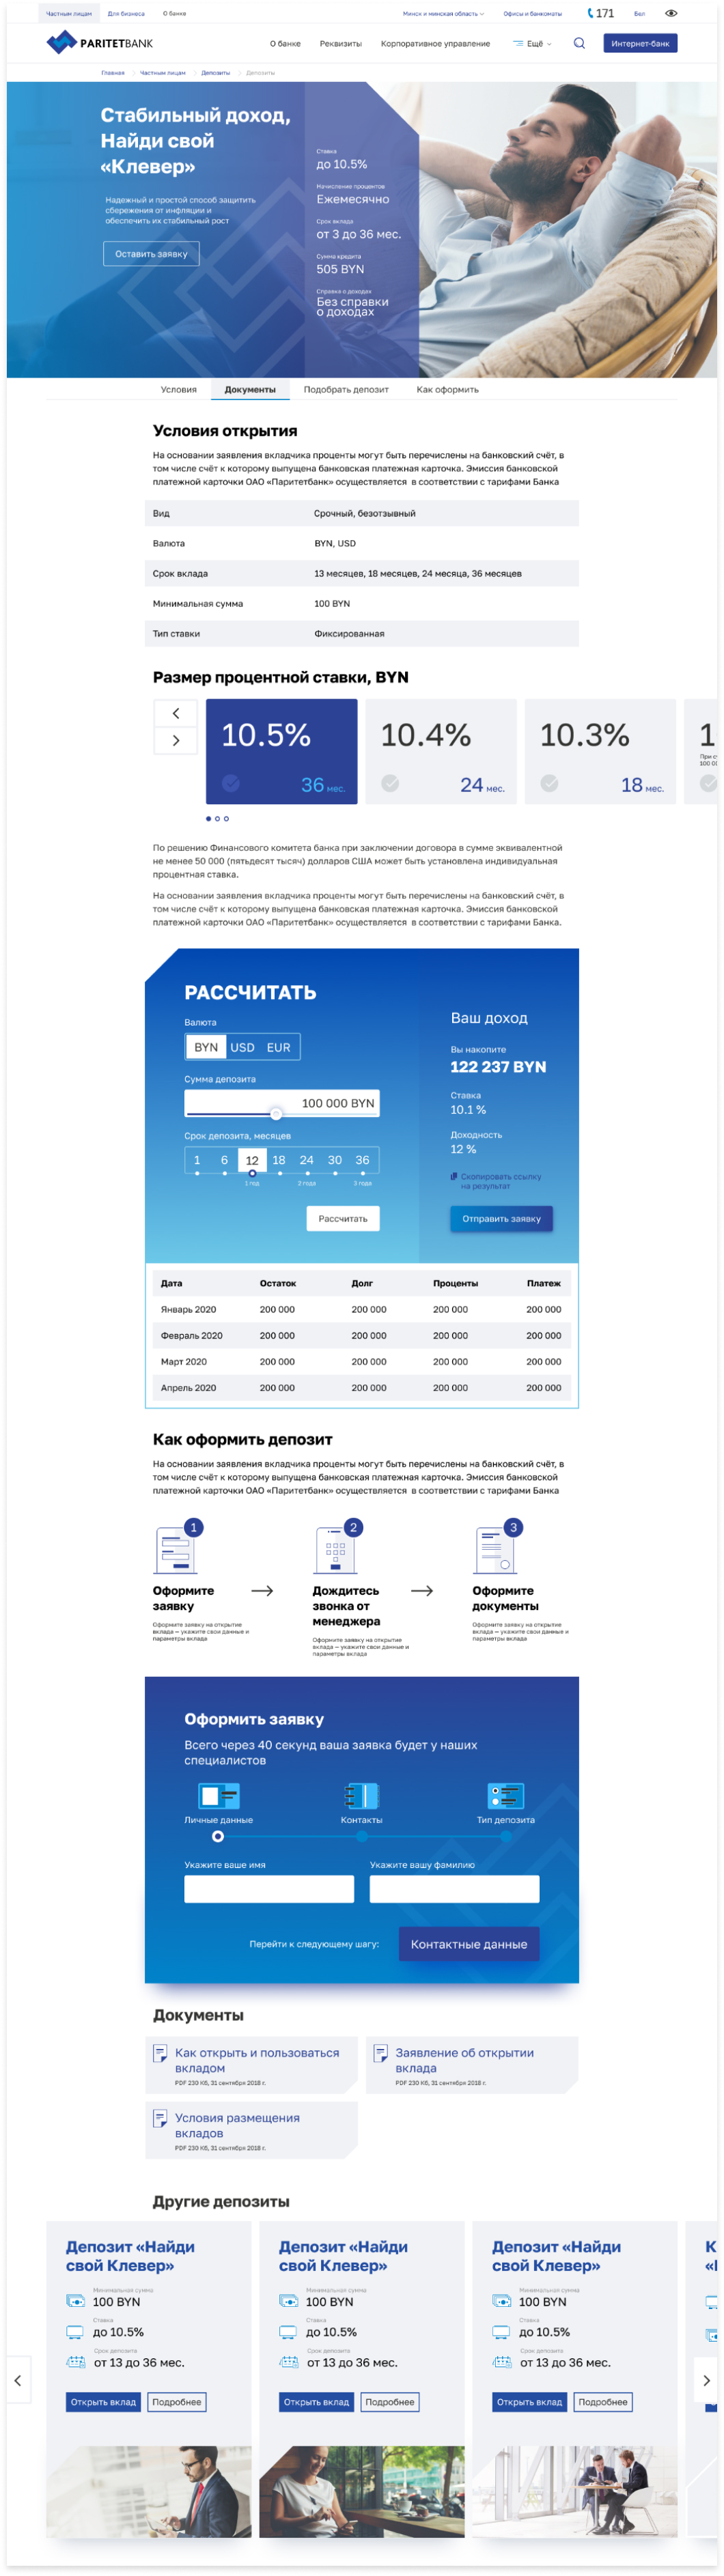 Частным лицам Для бизнеса О банке Минск и минская область Офисы и банкоматы 171 Бел
PARITETBANK О банке Реквизиты Корпоративное управление Ещё Интернет-банк
Главная Частным лицам Депозиты Депозиты
Стабильный доход,
Найди свой
«Клевер»
Надежный и простой способ защитить
сбережения от инфляции и
обеспечить их стабильный рост
Оставить заявку
Ставка
до 10.5%
Начисление процентов
Ежемесячно
Срок вклада
от 3 до 36 мес.
Сумма кредита
505 BYN
Справка о доходах
Без справки
о доходах
Условия Документы Подобрать депозит Как оформить
Условия открытия
На основании заявления вкладчика проценты могут быть перечислены на банковский счёт, в
том числе счёт к которому выпущена банковская платежная карточка. Эмиссия банковской
платежной карточки ОАО «Паритетбанк» осуществляется в соответствии с тарифами Банка
Вид Срочный, безотзывный
Валюта BYN, USD
Срок вклада 13 месяцев, 18 месяцев, 24 месяца, 36 месяцев
Минимальная сумма 100 BYN
Тип ставки Фиксированная
Размер процентной ставки, BYN
10.5% 10.4% 10.3% 1
При с
100 0
36 мес. 24 мес. 18 мес.
По решению Финансового комитета банка при заключении договора в сумме эквивалентной
не менее 50 000 (пятьдесят тысяч) долларов США может быть установлена индивидуальная
процентная ставка.
На основании заявления вкладчика проценты могут быть перечислены на банковский счёт, в
том числе счёт к которому выпущена банковская платежная карточка. Эмиссия банковской
платежной карточки ОАО «Паритетбанк» осуществляется в соответствии с тарифами Банка.
РАССЧИТАТЬ
Валюта
BYN USD EUR
Сумма депозита
100 000 BYN
Срок депозита, месяцев
1 6 12 18 24 30 36
1 год 2 года 3 года
Рассчитать
Ваш доход
Вы накопите
122 237 BYN
Ставка
10.1 %
Доходность
12 %
Скопировать ссылку
на результат
Отправить заявку
Дата Остаток Долг Проценты Платеж
Январь 2020 200 000 200 000 200 000 200 000
Февраль 2020 200 000 200 000 200 000 200 000
Март 2020 200 000 200 000 200 000 200 000
Апрель 2020 200 000 200 000 200 000 200 000
Как оформить депозит
На основании заявления вкладчика проценты могут быть перечислены на банковский счёт, в
том числе счёт к которому выпущена банковская платежная карточка. Эмиссия банковской
платежной карточки ОАО «Паритетбанк» осуществляется в соответствии с тарифами Банка
1
Оформите
заявку
Оформите заявку на открытие
вклада — укажите свои данные и
параметры вклада
2
Дождитесь
звонка от
менеджера
Оформите заявку на открытие
вклада — укажите свои данные и
параметры вклада
3
Оформите
документы
Оформите заявку на открытие
вклада — укажите свои данные и
параметры вклада
Оформить заявку
Всего через 40 секунд ваша заявка будет у наших
специалистов
Личные данные Контакты Тип депозита
Укажите ваше имя Укажите вашу фамилию
Перейти к следующему шагу: Контактные данные
Документы
Как открыть и пользоваться
вкладом
PDF 230 Кб, 31 сентября 2018 г.
Заявление об открытии
вклада
PDF 230 Кб, 31 сентября 2018 г.
Условия размещения
вкладов
PDF 230 Кб, 31 сентября 2018 г.
Другие депозиты
Депозит «Найди
свой Клевер»
Минимальная сумма
100 BYN
Ставка
до 10.5%
Срок депозита
от 13 до 36 мес.
Открыть вклад Подробнее
Депозит «Найди
свой Клевер»
Минимальная сумма
100 BYN
Ставка
до 10.5%
Срок депозита
от 13 до 36 мес.
Открыть вклад Подробнее
Депозит «Найди
свой Клевер»
Минимальная сумма
100 BYN
Ставка
до 10.5%
Срок депозита
от 13 до 36 мес.
Открыть вклад Подробнее